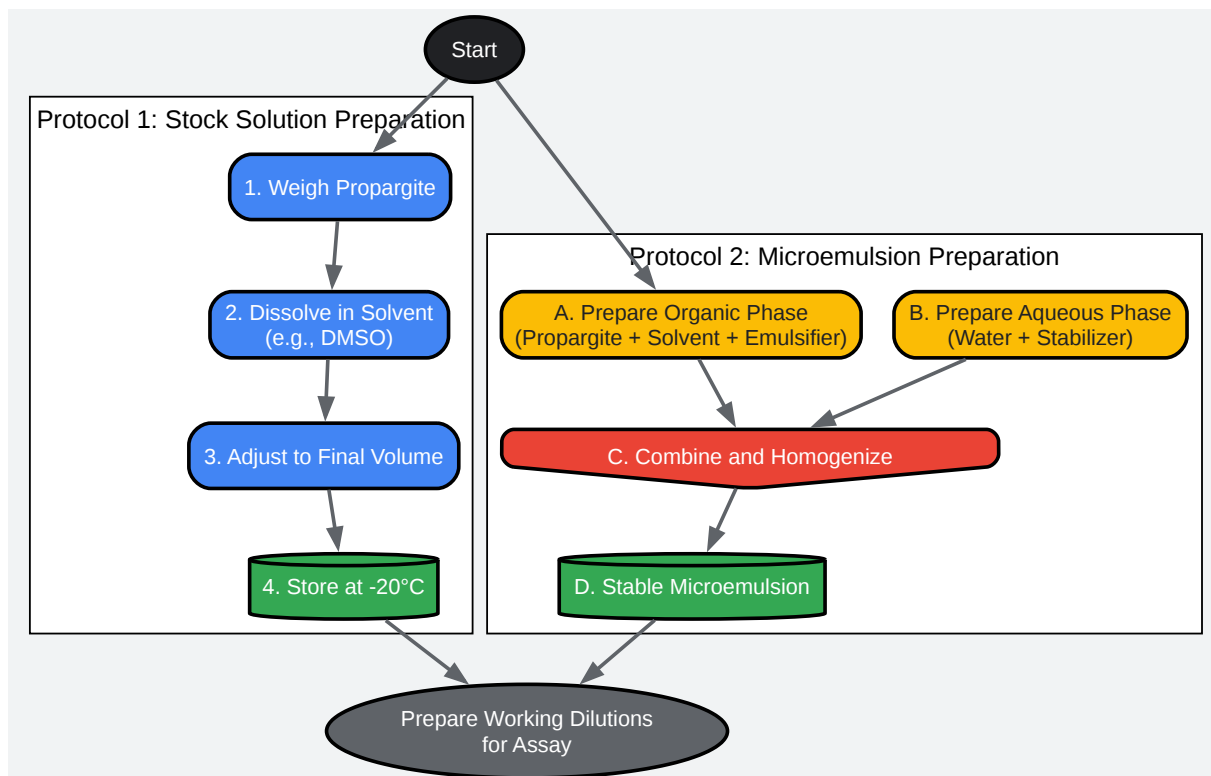 Start
Protocol 1: Stock Solution Preparation
1. Weigh Propargite
2. Dissolve in Solvent
(e.g., DMSO)
3. Adjust to Final Volume
4. Store at -20°C
Protocol 2: Microemulsion Preparation
A. Prepare Organic Phase
(Propargite + Solvent + Emulsifier)
B. Prepare Aqueous Phase
(Water + Stabilizer)
C. Combine and Homogenize
D. Stable Microemulsion
Prepare Working Dilutions
for Assay